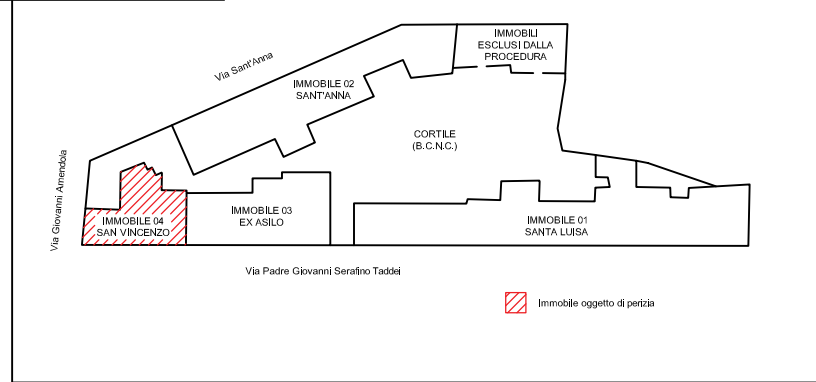 IMMOBILI
ESCLUSI DALLA
PROCEDURA
Via Sant'Anna
IMMOBILE 02
SANT'ANNA
CORTILE
(B.C.N.C.)
Via Giovanni Amendola
IMMOBILE 04
SAN VINCENZO
IMMOBILE 03
EX ASILO
IMMOBILE 01
SANTA LUISA
Via Padre Giovanni Serafino Taddei
Immobile oggetto di perizia